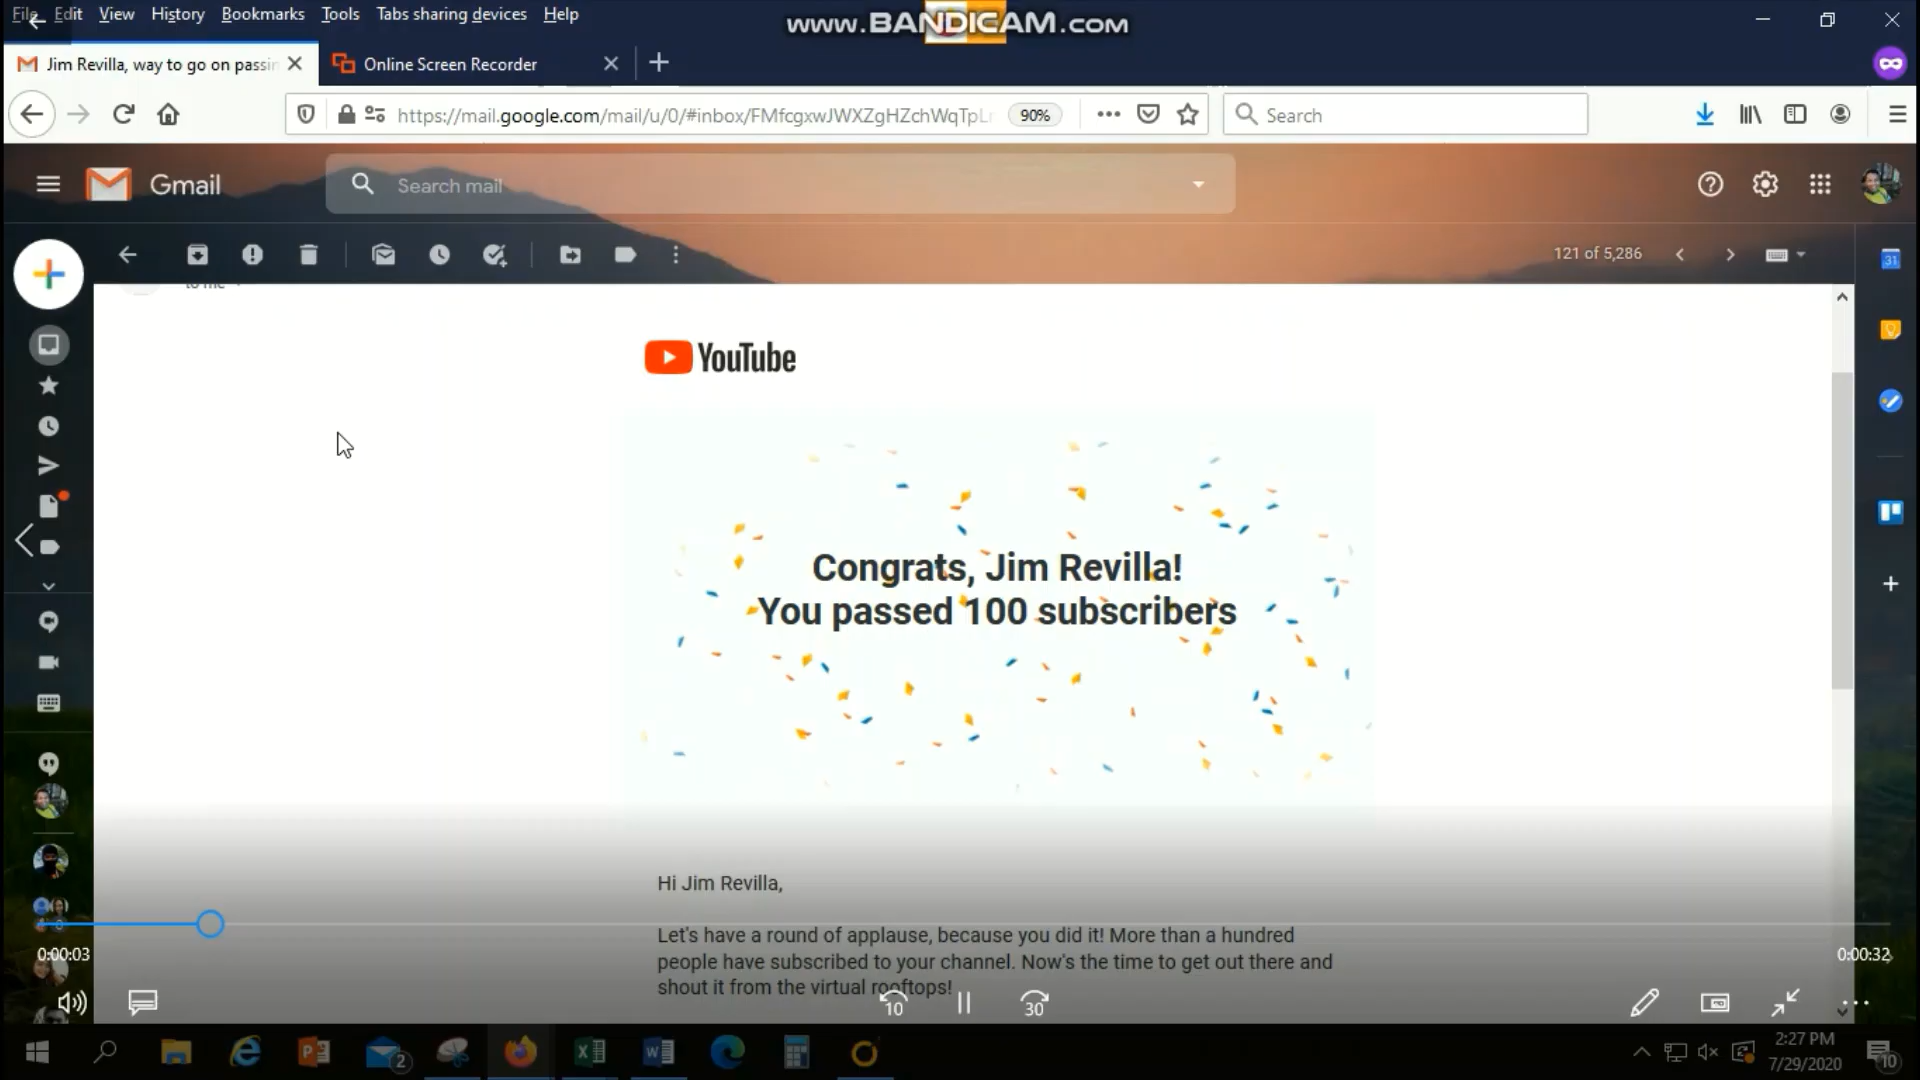 File Edit View History Bookmarks Tools Tabs sharing devices Help
www.BANDICAM.com
Jim Revilla, way to go on passin
Online Screen Recorder
https://mail.google.com/mail/u/0/#inbox/FMfcgxwJWXZgHZchWqTpL
90%
Search
Gmail
Search mail
121 of 5,286
31
to me
YouTube
Congrats, Jim Revilla!
You passed 100 subscribers
Hi Jim Revilla,
Let's have a round of applause, because you did it! More than a hundred
people have subscribed to your channel. Now's the time to get out there and
shout it from the virtual rooftops!
0:00:03
0:00:32
10
30
2
2:27 PM
7/29/2020
10